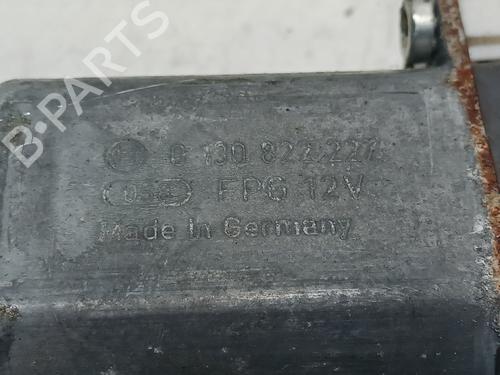 0 130 822 227
FPG 12V
Made in Germany
B-PARTS